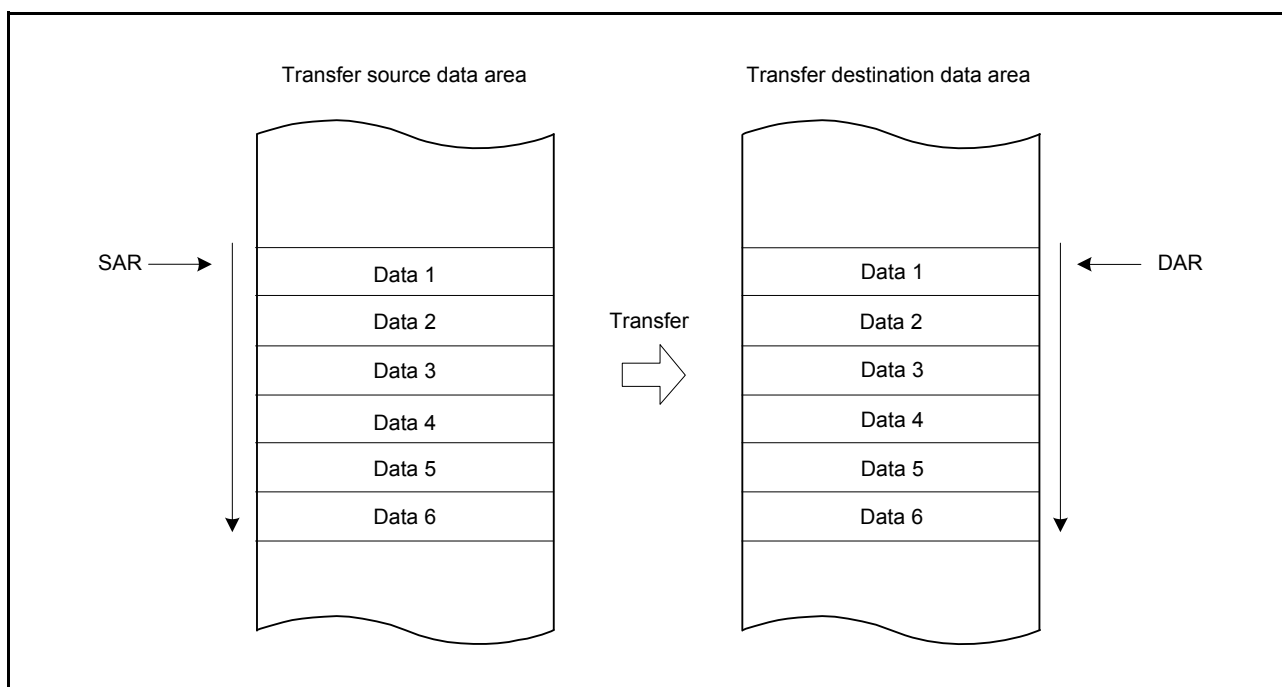 Transfer source data area
Transfer destination data area
SAR
Data 1
Data 2
Data 3
Data 4
Data 5
Data 6
Transfer
Data 1
Data 2
Data 3
Data 4
Data 5
Data 6
DAR